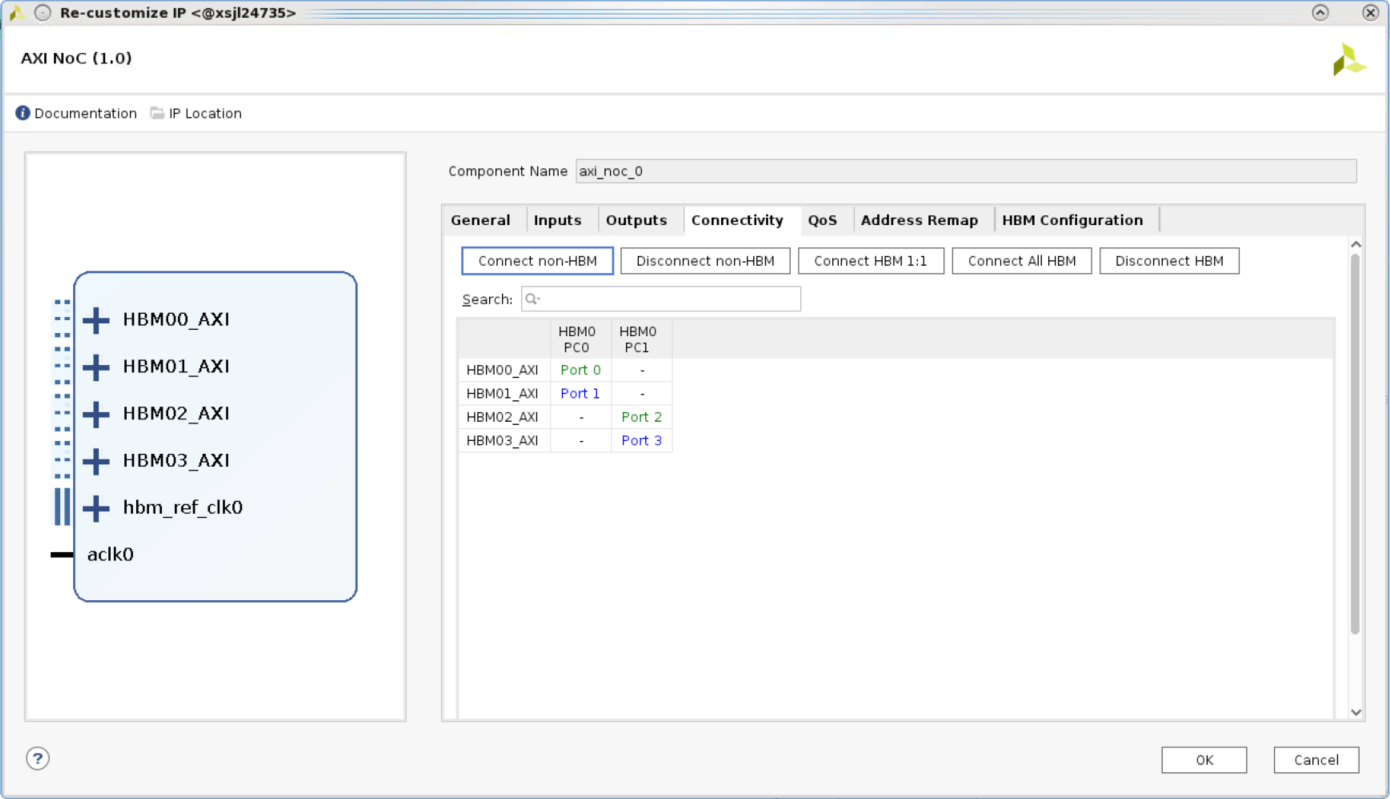 Re-customize IP <@xsjl24735>
AXI NoC (1.0)
Documentation IP Location
HBM00_AXI
HBM01_AXI
HBM02_AXI
HBM03_AXI
hbm_ref_clk0
aclk0
Component Name axi_noc_0
General Inputs Outputs Connectivity QoS Address Remap HBM Configuration
Connect non-HBM Disconnect non-HBM Connect HBM 1:1 Connect All HBM Disconnect HBM
Search:
HBM0 HBM0
PC0 PC1
HBM00_AXI Port 0 -
HBM01_AXI Port 1 -
HBM02_AXI - Port 2
HBM03_AXI - Port 3
? OK Cancel